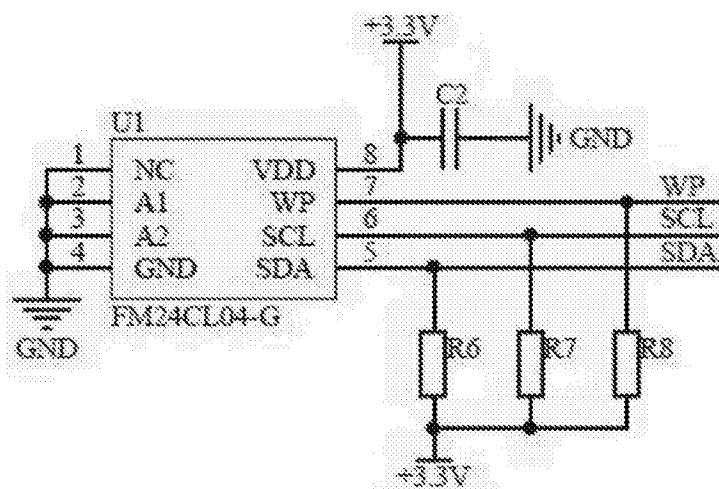 +3.3V
C2
GND
U1
1 NC VDD 8
2 A1 WP 7 WP
3 A2 SCL 6 SCL
4 GND SDA 5 SDA
FM24CL04-G
GND
R6 R7 R8
+3.3V